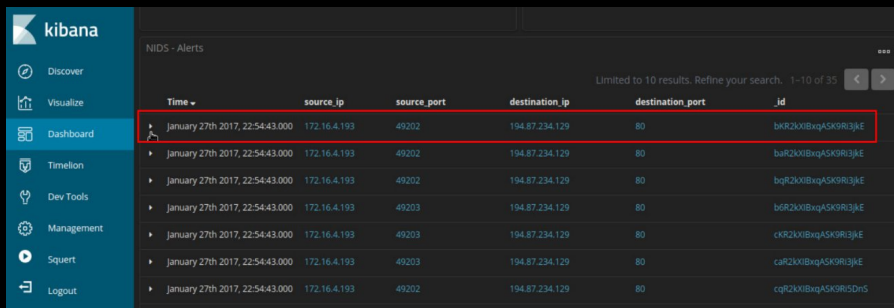 kibana
Discover
Visualize
Dashboard
Timelion
Dev Tools
Management
Squert
Logout
NIDS - Alerts
Limited to 10 results. Refine your search. 1–10 of 35
Time source_ip source_port destination_ip destination_port _id
January 27th 2017, 22:54:43.000 172.16.4.193 49202 194.87.234.129 80 bKR2kXIBxqASK9Ri3jkE
January 27th 2017, 22:54:43.000 172.16.4.193 49202 194.87.234.129 80 baR2kXIBxqASK9Ri3jkE
January 27th 2017, 22:54:43.000 172.16.4.193 49202 194.87.234.129 80 bqR2kXIBxqASK9Ri3jkE
January 27th 2017, 22:54:43.000 172.16.4.193 49203 194.87.234.129 80 b6R2kXIBxqASK9Ri3jkE
January 27th 2017, 22:54:43.000 172.16.4.193 49203 194.87.234.129 80 cKR2kXIBxqASK9Ri3jkE
January 27th 2017, 22:54:43.000 172.16.4.193 49203 194.87.234.129 80 caR2kXIBxqASK9Ri3jkE
January 27th 2017, 22:54:43.000 172.16.4.193 49202 194.87.234.129 80 cqR2kXIBxqASK9Ri5DnS